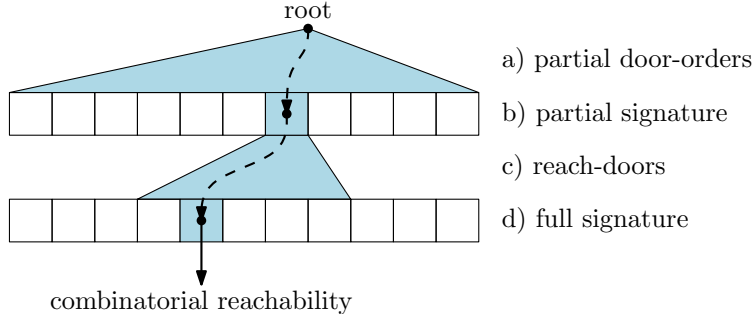 root
a) partial door-orders
b) partial signature
c) reach-doors
d) full signature
combinatorial reachability